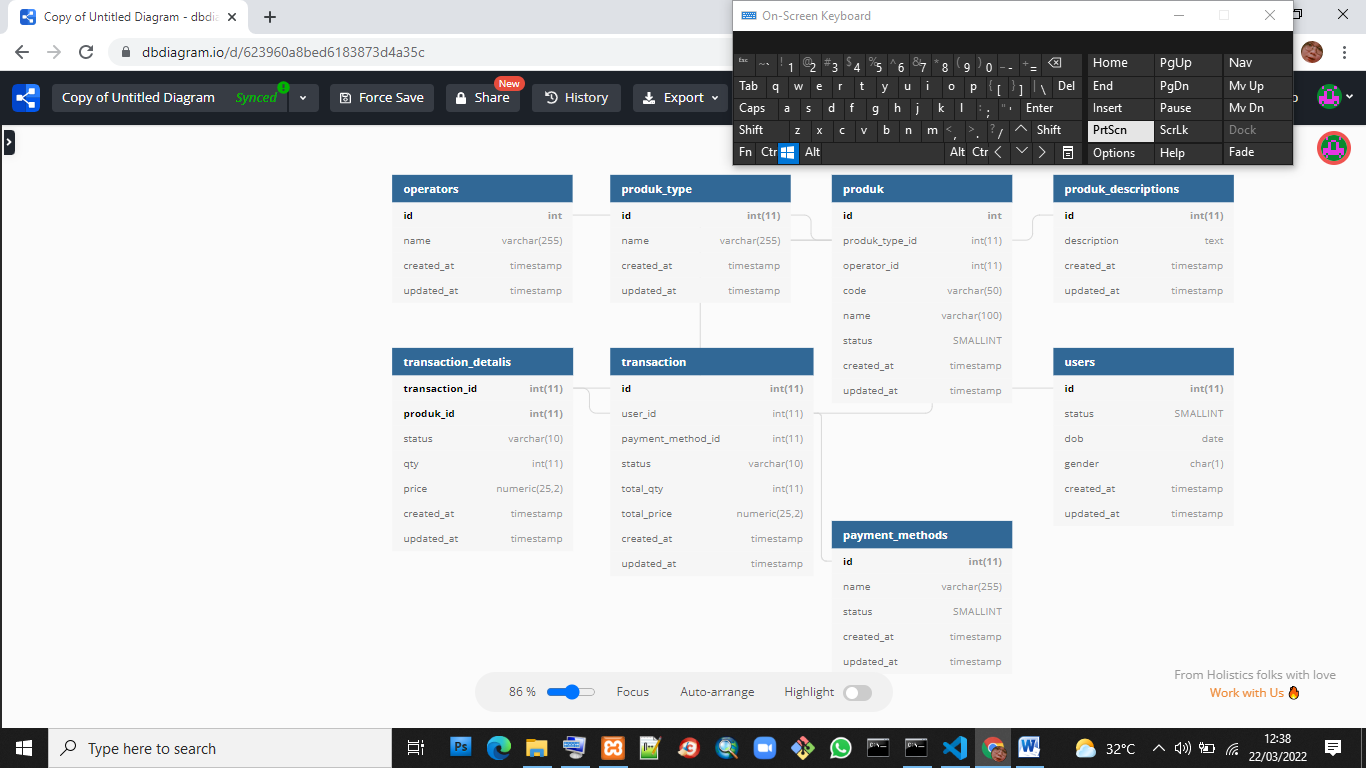 Copy of Untitled Diagram - dbdia
On-Screen Keyboard
dbdiagram.io/d/623960a8bed6183873d4a35c
Copy of Untitled Diagram Synced ! Force Save Share New History Export
Esc ~ ` ! 1 @ 2 # 3 $ 4 % 5 ^ 6 & 7 * 8 ( 9 ) 0 _ - + = Home PgUp Nav
Tab q w e r t y u i o p { [ } ] | \ Del End PgDn Mv Up
Caps a s d f g h j k l : ; " ' Enter Insert Pause Mv Dn
Shift z x c v b n m < , > . ? / Shift PrtScn ScrLk Dock
Fn Ctr Alt Alt Ctr Options Help Fade
operators
id int
name varchar(255)
created_at timestamp
updated_at timestamp
produk_type
id int(11)
name varchar(255)
created_at timestamp
updated_at timestamp
produk
id int
produk_type_id int(11)
operator_id int(11)
code varchar(50)
name varchar(100)
status SMALLINT
created_at timestamp
updated_at timestamp
produk_descriptions
id int(11)
description text
created_at timestamp
updated_at timestamp
transaction_detalis
transaction_id int(11)
produk_id int(11)
status varchar(10)
qty int(11)
price numeric(25,2)
created_at timestamp
updated_at timestamp
transaction
id int(11)
user_id int(11)
payment_method_id int(11)
status varchar(10)
total_qty int(11)
total_price numeric(25,2)
created_at timestamp
updated_at timestamp
users
id int(11)
status SMALLINT
dob date
gender char(1)
created_at timestamp
updated_at timestamp
payment_methods
id int(11)
name varchar(255)
status SMALLINT
created_at timestamp
updated_at timestamp
86 % Focus Auto-arrange Highlight
From Holistics folks with love
Work with Us
Type here to search
Ps
32°C
12:38
22/03/2022